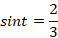 sint = 2/3